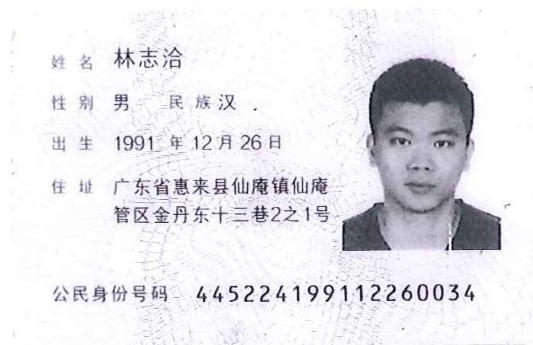 姓名 林志洽
性别 男 民族 汉
出生 1991 年 12 月 26 日
住址 广东省惠来县仙庵镇仙庵
管区金丹东十三巷2之1号
公民身份号码 445224199112260034